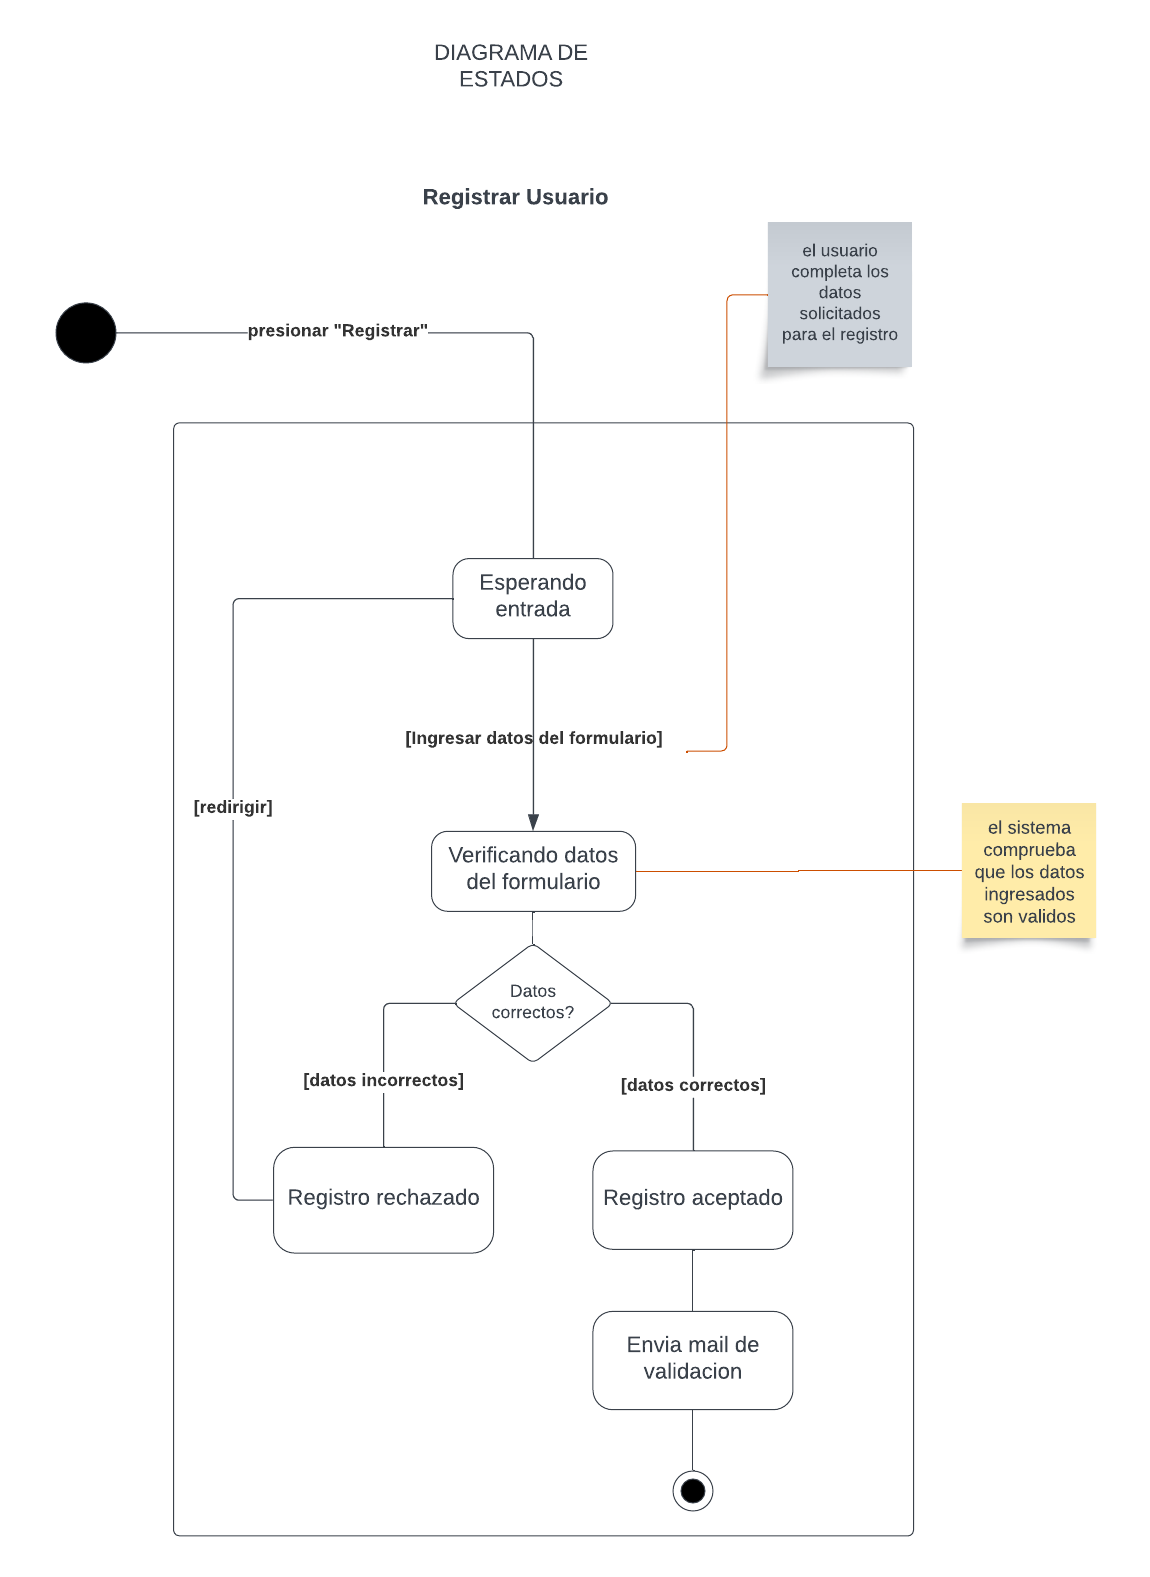 DIAGRAMA DE
ESTADOS
Registrar Usuario
el usuario
completa los
datos
solicitados
para el registro
presionar "Registrar"
Esperando
entrada
[Ingresar datos del formulario]
[redirigir]
Verificando datos
del formulario
el sistema
comprueba
que los datos
ingresados
son validos
Datos
correctos?
[datos incorrectos]
[datos correctos]
Registro rechazado
Registro aceptado
Envia mail de
validacion